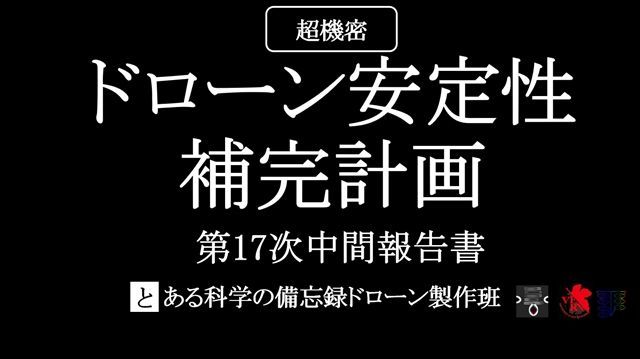 超機密
ドローン安定性
補完計画
第17次中間報告書
とある科学の備忘録ドローン製作班